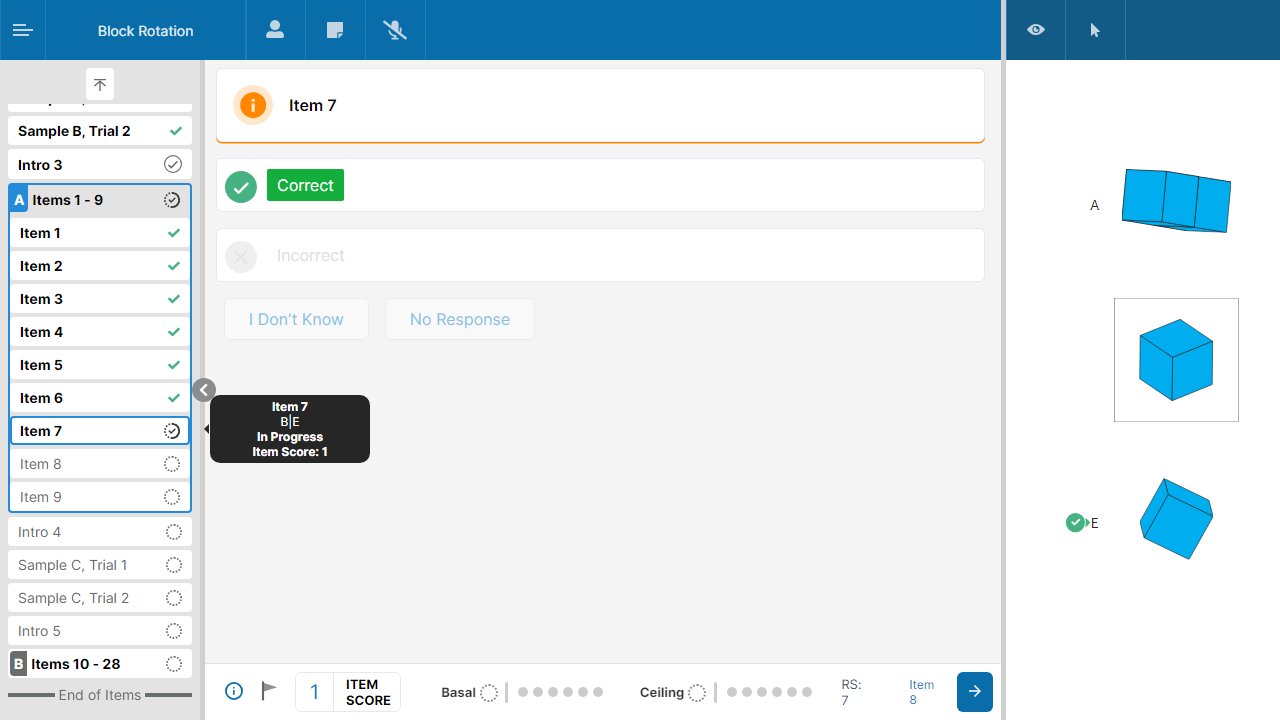 Block Rotation
Sample B, Trial 2
Intro 3
A Items 1 - 9
Item 1
Item 2
Item 3
Item 4
Item 5
Item 6
Item 7
Item 8
Item 9
Intro 4
Sample C, Trial 1
Sample C, Trial 2
Intro 5
B Items 10 - 28
End of Items
Item 7
Correct
Incorrect
I Don't Know
No Response
Item 7
B|E
In Progress
Item Score: 1
1
ITEM
SCORE
Basal
Ceiling
RS:
7
Item
8
A
E